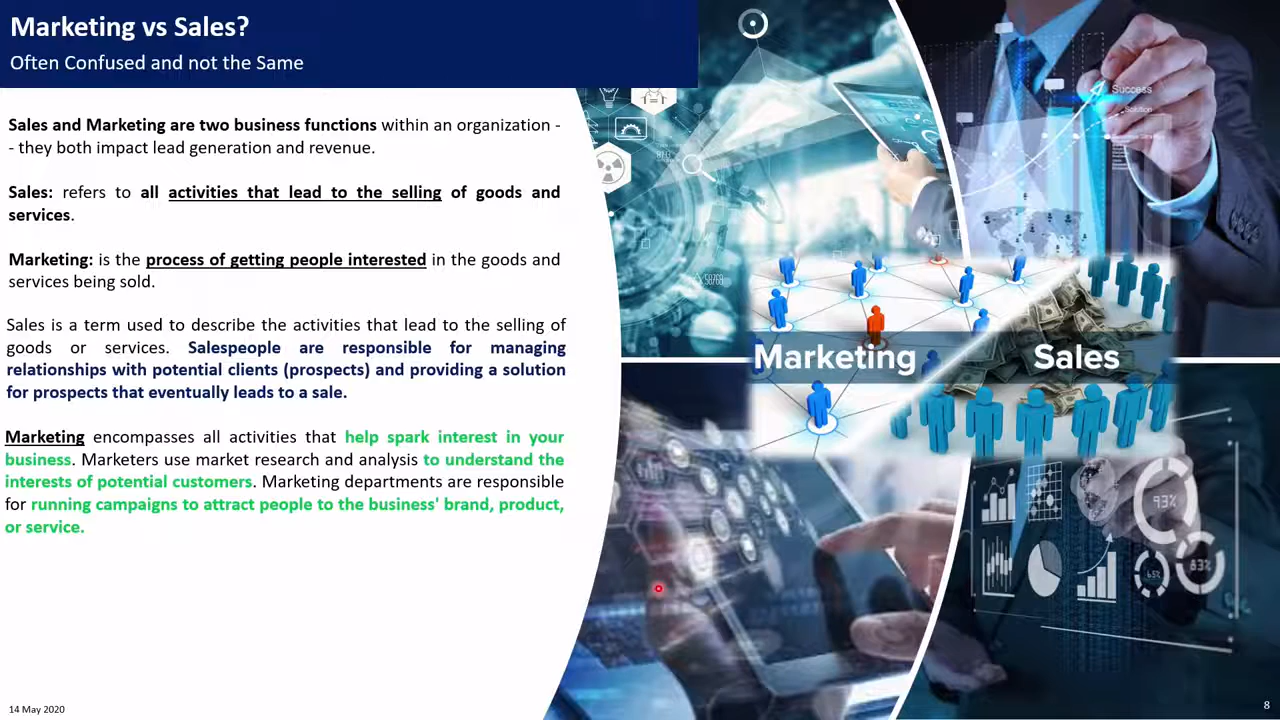 Marketing vs Sales?
Often Confused and not the Same
Sales and Marketing are two business functions within an organization -
- they both impact lead generation and revenue.
Sales: refers to all activities that lead to the selling of goods and
services.
Marketing: is the process of getting people interested in the goods and
services being sold.
Sales is a term used to describe the activities that lead to the selling of
goods or services. Salespeople are responsible for managing
relationships with potential clients (prospects) and providing a solution
for prospects that eventually leads to a sale.
Marketing encompasses all activities that help spark interest in your
business. Marketers use market research and analysis to understand the
interests of potential customers. Marketing departments are responsible
for running campaigns to attract people to the business' brand, product,
or service.
Success
Solution
Marketing
Sales
93%
65%
83%
14 May 2020
8